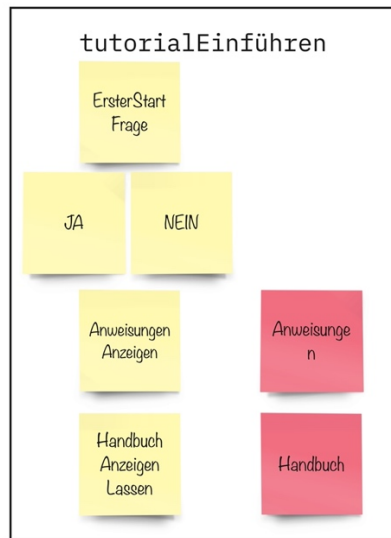 tutorialEinführen
ErsterStart
Frage
JA
NEIN
Anweisungen
Anzeigen
Anweisunge
n
Handbuch
Anzeigen
Lassen
Handbuch